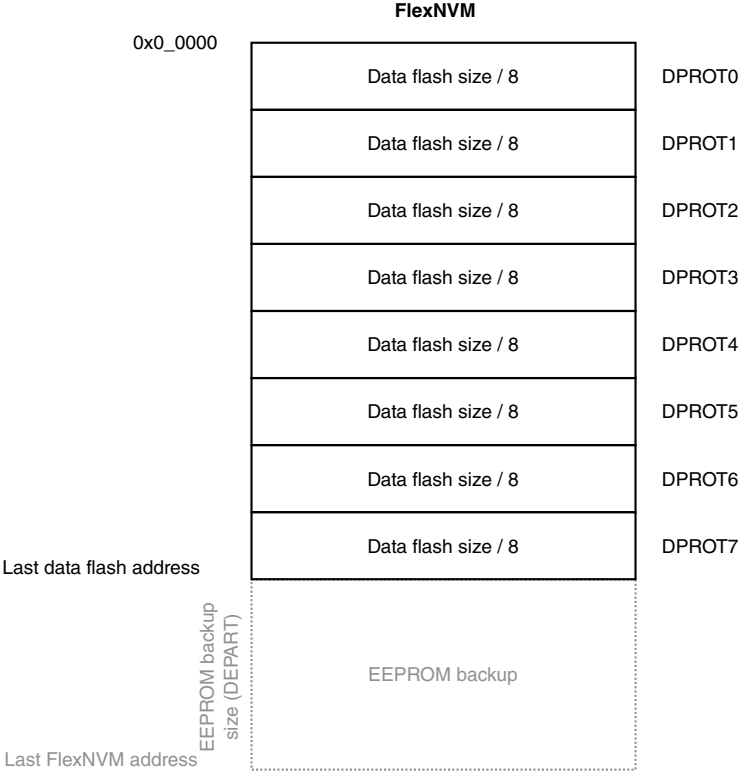 FlexNVM
0x0_0000
Data flash size / 8 DPROT0
Data flash size / 8 DPROT1
Data flash size / 8 DPROT2
Data flash size / 8 DPROT3
Data flash size / 8 DPROT4
Data flash size / 8 DPROT5
Data flash size / 8 DPROT6
Data flash size / 8 DPROT7
Last data flash address
EEPROM backup
size (DEPART)
EEPROM backup
Last FlexNVM address